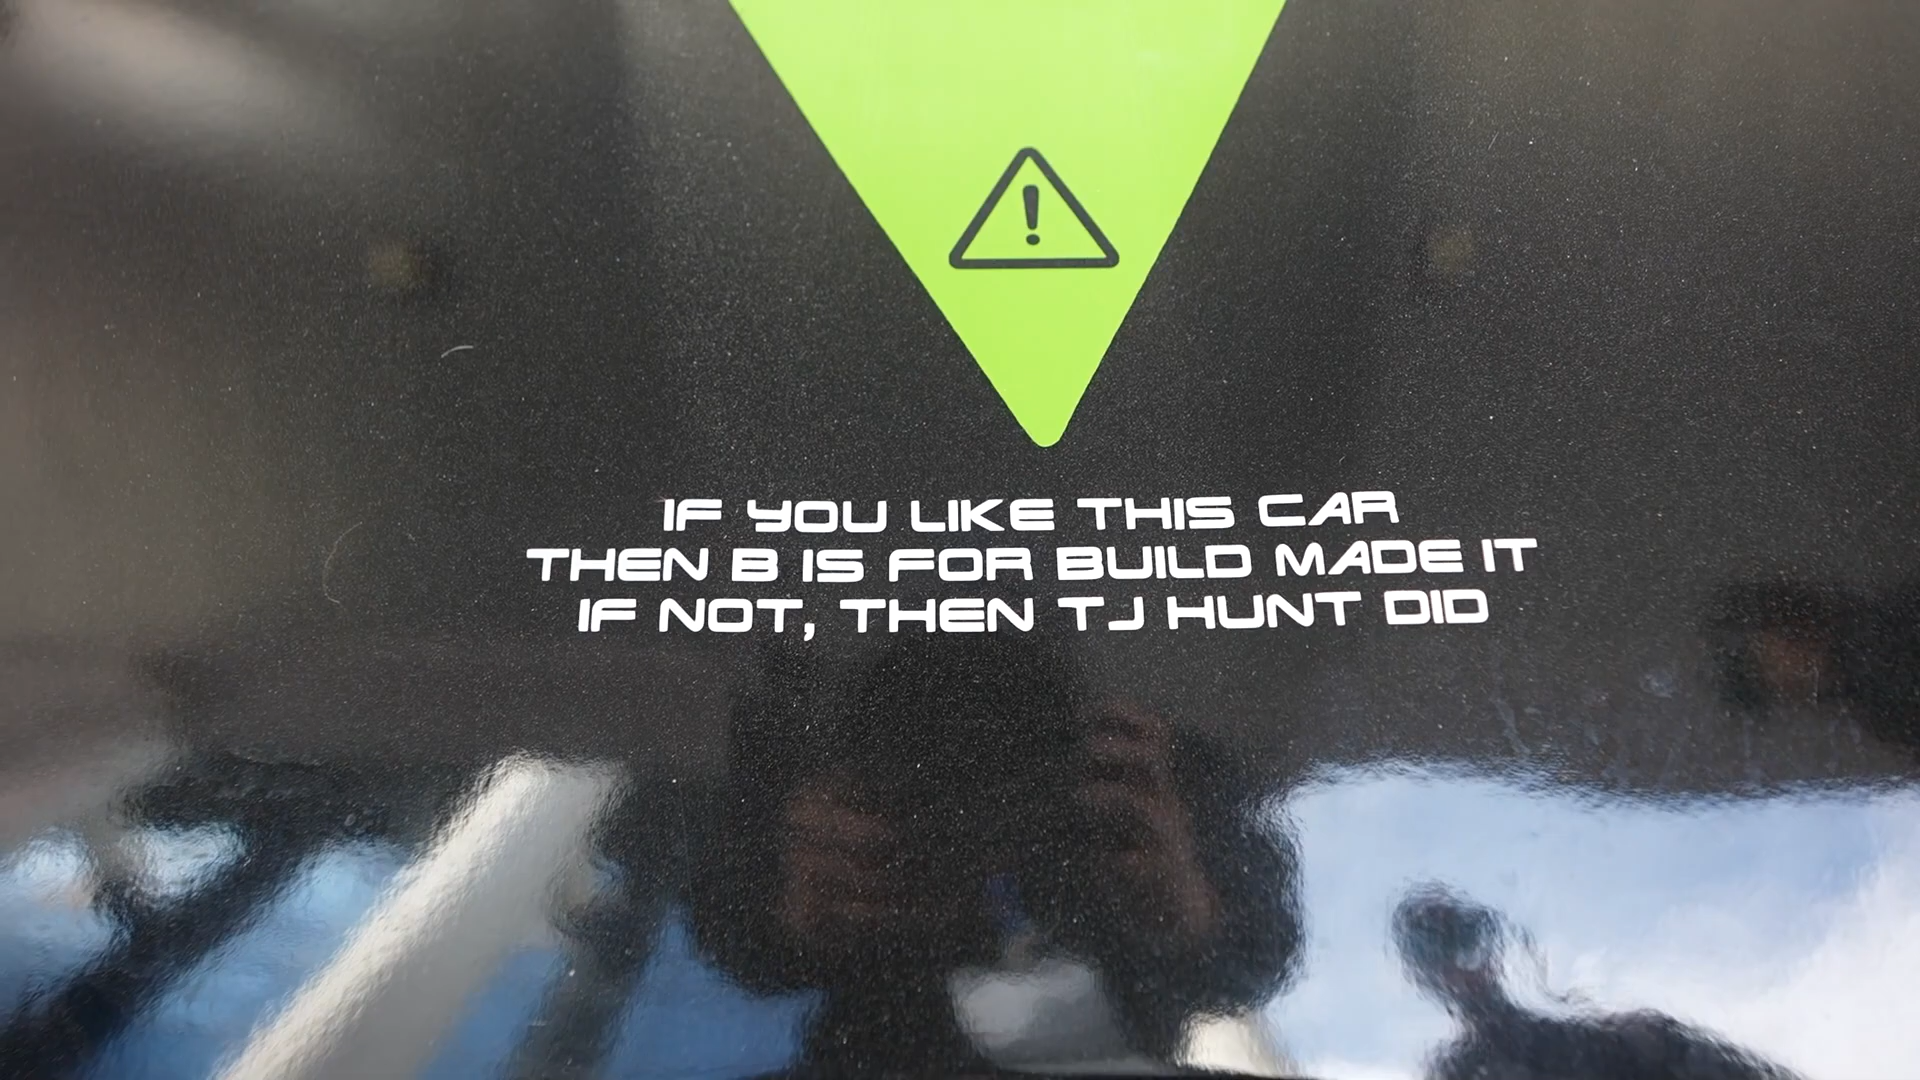 !
IF YOU LIKE THIS CAR
THEN B IS FOR BUILD MADE IT
IF NOT, THEN TJ HUNT DID